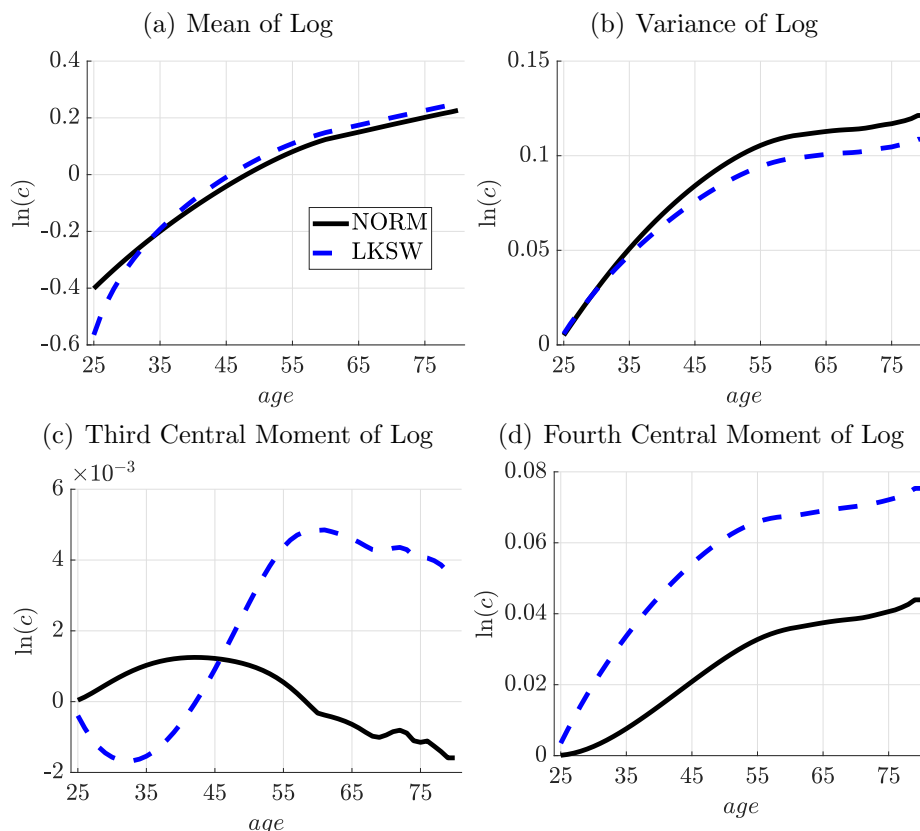 (a) Mean of Log
0.4
0.2
0
-0.2
-0.4
-0.6
ln(c)
NORM
LKSW
25 35 45 55 65 75
age
(b) Variance of Log
0.15
0.1
0.05
0
ln(c)
25 35 45 55 65 75
age
(c) Third Central Moment of Log
×10⁻³
6
4
2
0
-2
ln(c)
25 35 45 55 65 75
age
(d) Fourth Central Moment of Log
0.08
0.06
0.04
0.02
0
ln(c)
25 35 45 55 65 75
age